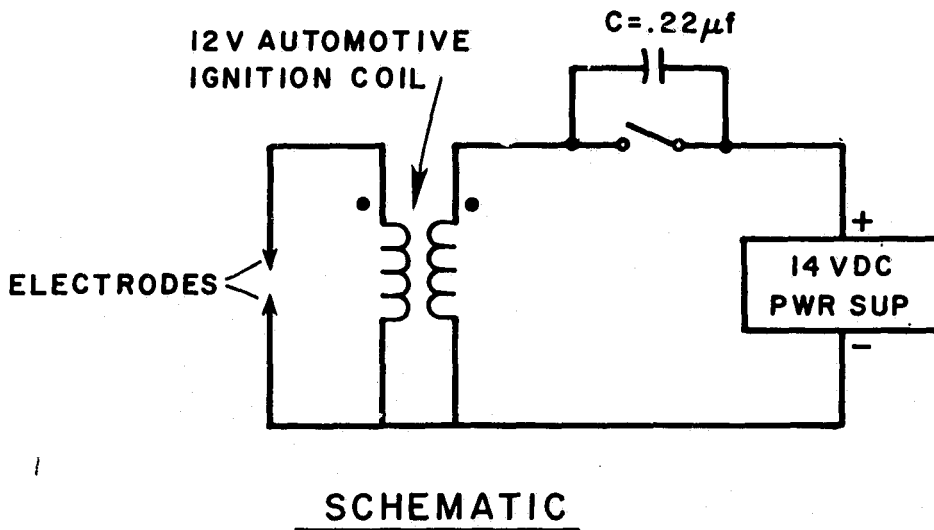 C=.22μf
12V AUTOMOTIVE
IGNITION COIL
+
14 VDC
PWR SUP
−
ELECTRODES
SCHEMATIC